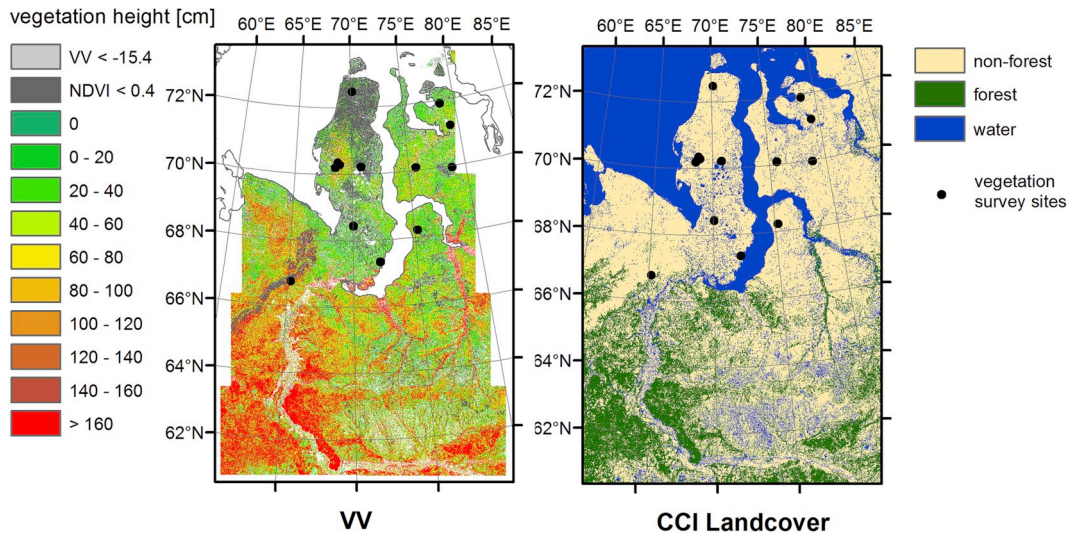 vegetation height [cm]
VV < -15.4
NDVI < 0.4
0
0 - 20
20 - 40
40 - 60
60 - 80
80 - 100
100 - 120
120 - 140
140 - 160
> 160
60°E 65°E 70°E 75°E 80°E 85°E
72°N
70°N
68°N
66°N
64°N
62°N
VV
60°E 65°E 70°E 75°E 80°E 85°E
72°N
70°N
68°N
66°N
64°N
62°N
CCI Landcover
non-forest
forest
water
vegetation
survey sites